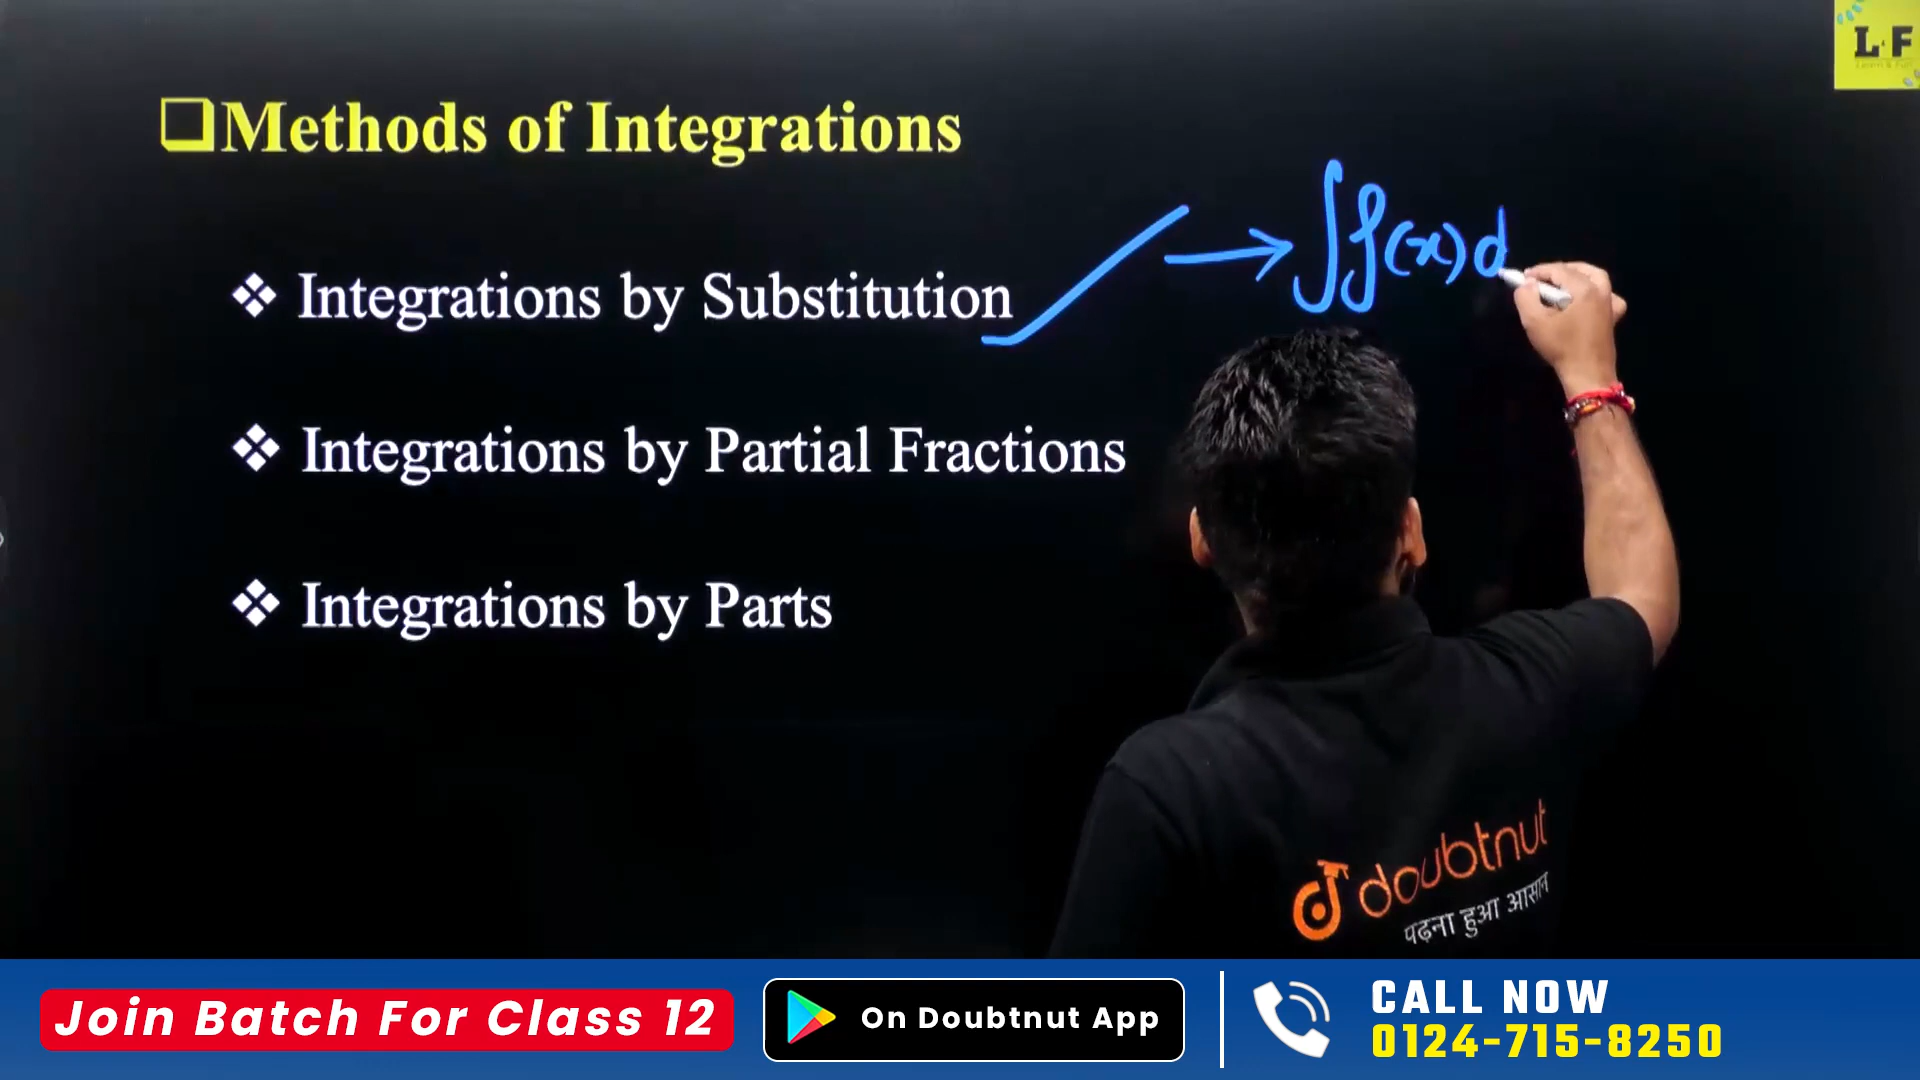 L F
Methods of Integrations
Integrations by Substitution
→ ∫f(x)d
Integrations by Partial Fractions
Integrations by Parts
doubtnut
पढ़ना हुआ आसान
Join Batch For Class 12
On Doubtnut App
CALL NOW
0124-715-8250